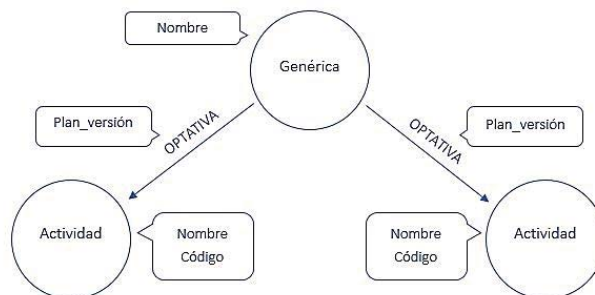 Nombre
Genérica
Plan_versión
OPTATIVA
OPTATIVA
Plan_versión
Actividad
Nombre
Código
Nombre
Código
Actividad